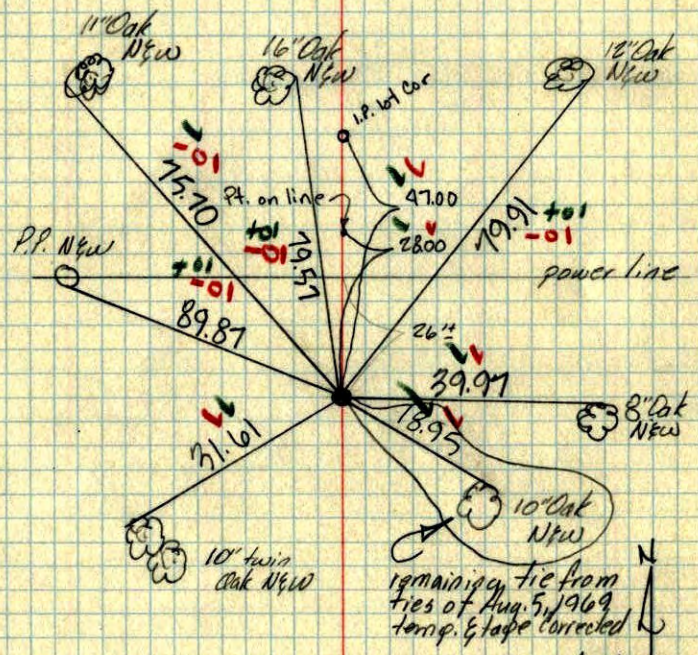 11" Oak
N&W
16" Oak
N&W
12" Oak
N&W
I.P. lot Cor
-01
75.70
Pt. on line
47.00
28.00
+01
-01
79.57
79.91
+01
-01
P.P. N&W
power line
+01
-01
89.87
26'±
39.97
8" Oak
N&W
78.95
31.61
10" Oak
N&W
10" twin
Oak N&W
N
remaining tie from
ties of Aug. 5, 1969
temp. & tape corrected